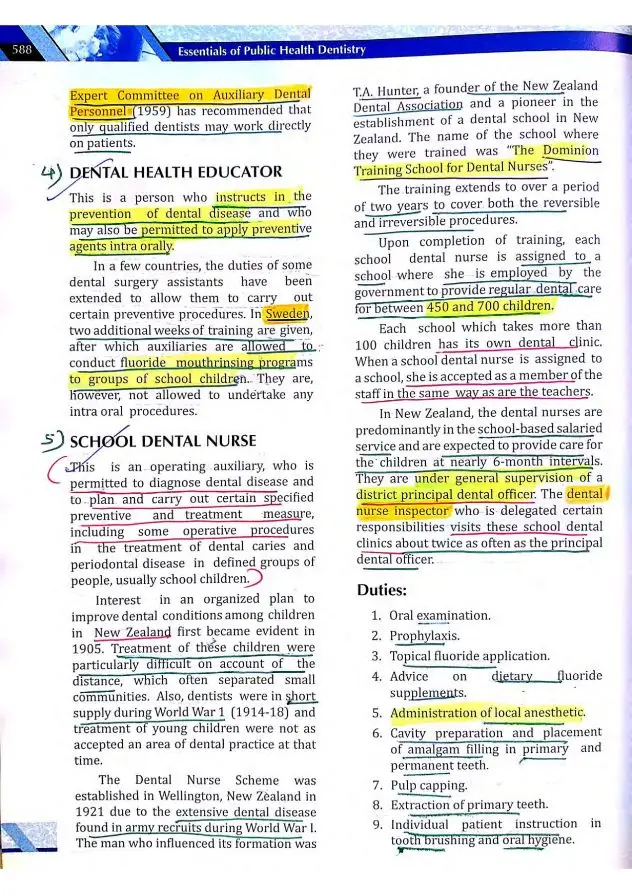 588
Essentials of Public Health Dentistry
Expert Committee on Auxiliary Dental
Personnel (1959) has recommended that
only qualified dentists may work directly
on patients.
4) DENTAL HEALTH EDUCATOR
This is a person who instructs in the
prevention of dental disease and who
may also be permitted to apply preventive
agents intra orally.
In a few countries, the duties of some
dental surgery assistants have been
extended to allow them to carry out
certain preventive procedures. In Sweden,
two additional weeks of training are given,
after which auxiliaries are allowed to
conduct fluoride mouthrinsing programs
to groups of school children. They are,
however, not allowed to undertake any
intra oral procedures.
5) SCHOOL DENTAL NURSE
This is an operating auxiliary, who is
permitted to diagnose dental disease and
to plan and carry out certain specified
preventive and treatment measure,
including some operative procedures
in the treatment of dental caries and
periodontal disease in defined groups of
people, usually school children.
Interest in an organized plan to
improve dental conditions among children
in New Zealand first became evident in
1905. Treatment of these children were
particularly difficult on account of the
distance, which often separated small
communities. Also, dentists were in short
supply during World War 1 (1914-18) and
treatment of young children were not as
accepted an area of dental practice at that
time.
The Dental Nurse Scheme was
established in Wellington, New Zealand in
1921 due to the extensive dental disease
found in army recruits during World War I.
The man who influenced its formation was
T.A. Hunter, a founder of the New Zealand
Dental Association and a pioneer in the
establishment of a dental school in New
Zealand. The name of the school where
they were trained was "The Dominion
Training School for Dental Nurses".
The training extends to over a period
of two years to cover both the reversible
and irreversible procedures.
Upon completion of training, each
school dental nurse is assigned to a
school where she is employed by the
government to provide regular dental care
for between 450 and 700 children.
Each school which takes more than
100 children has its own dental clinic.
When a school dental nurse is assigned to
a school, she is accepted as a member of the
staff in the same way as are the teachers.
In New Zealand, the dental nurses are
predominantly in the school-based salaried
service and are expected to provide care for
the children at nearly 6-month intervals.
They are under general supervision of a
district principal dental officer. The dental
nurse inspector who is delegated certain
responsibilities visits these school dental
clinics about twice as often as the principal
dental officer.
Duties:
1. Oral examination.
2. Prophylaxis.
3. Topical fluoride application.
4. Advice on dietary fluoride
supplements.
5. Administration of local anesthetic.
6. Cavity preparation and placement
of amalgam filling in primary and
permanent teeth.
7. Pulp capping.
8. Extraction of primary teeth.
9. Individual patient instruction in
tooth brushing and oral hygiene.